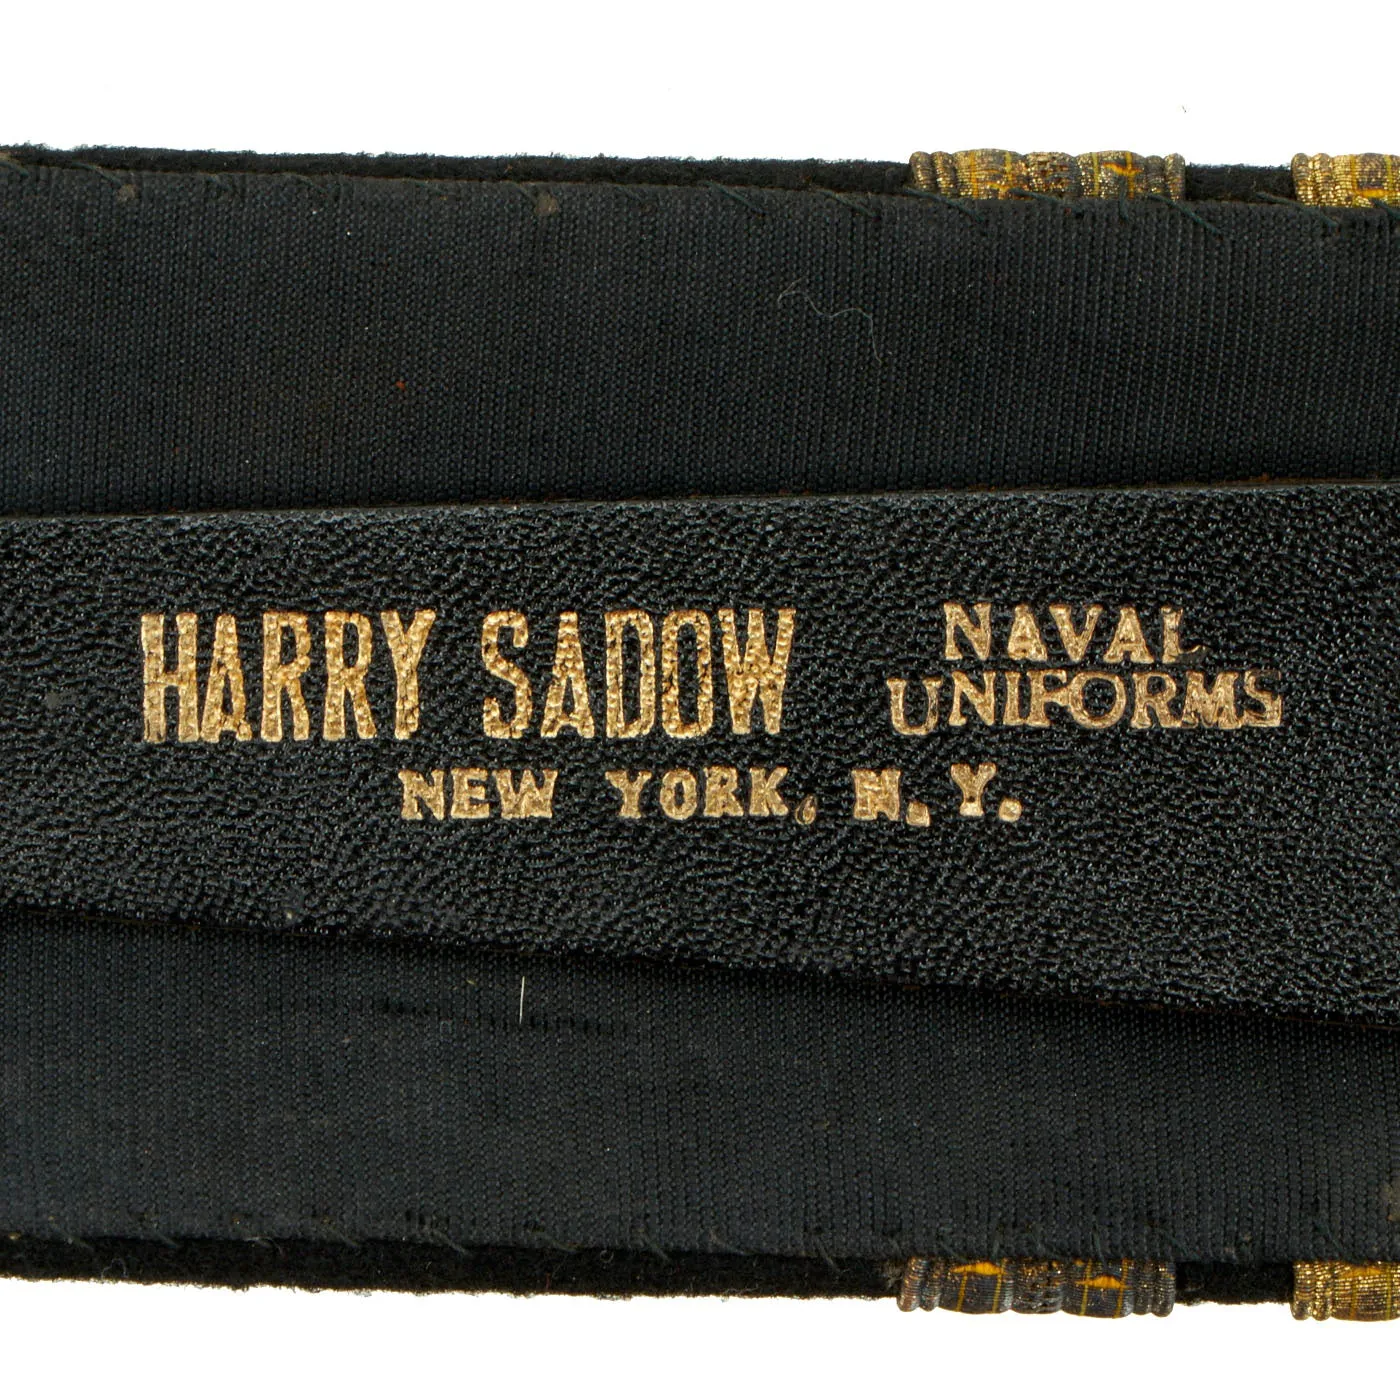 HARRY SADOW NAVAL
UNIFORMS
NEW YORK, N.Y.